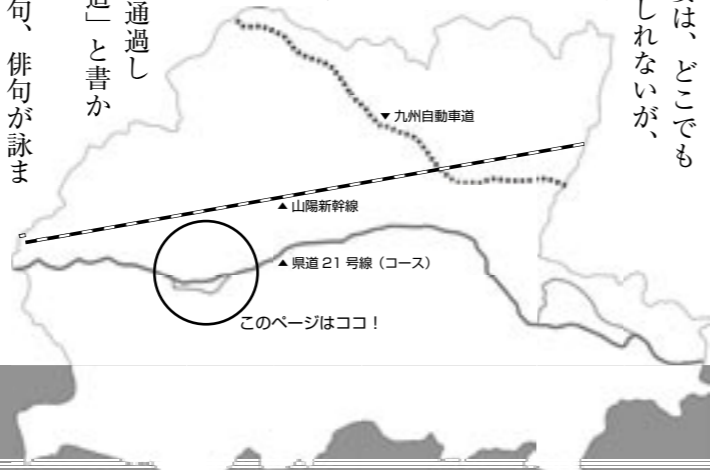 は、どこでも
しれないが、
通過し
道」と書か
句、俳句が詠ま
▼九州自動車道
▲山陽新幹線
▲県道21号線（コース）
このページはココ！